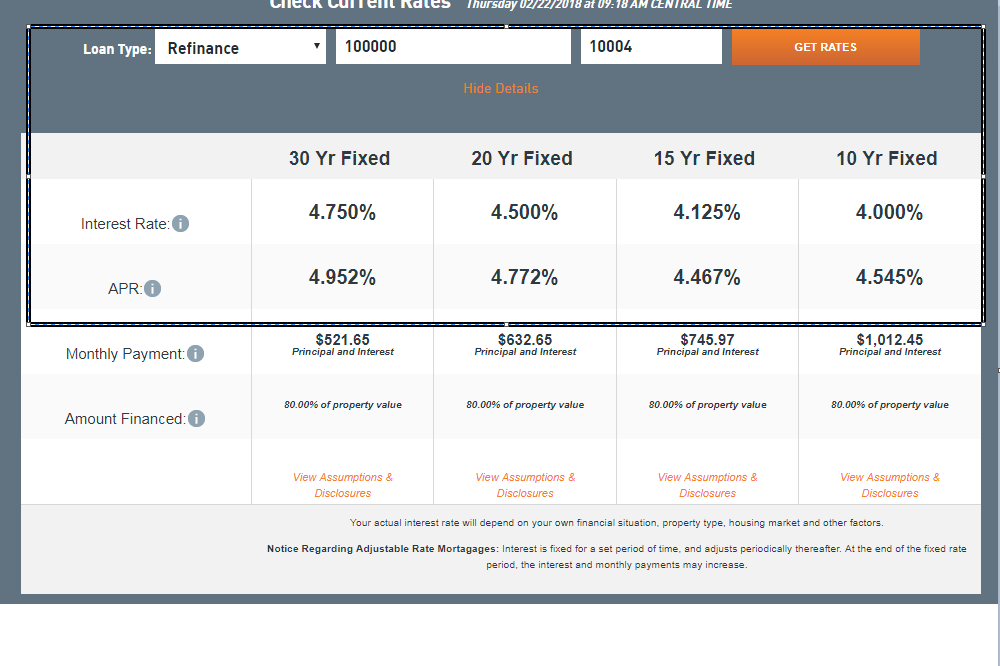 Check Current Rates Thursday 02/22/2018 at 09:18 AM CENTRAL TIME
Loan Type: Refinance 100000 10004 GET RATES
Hide Details
30 Yr Fixed 20 Yr Fixed 15 Yr Fixed 10 Yr Fixed
Interest Rate: i 4.750% 4.500% 4.125% 4.000%
APR: i 4.952% 4.772% 4.467% 4.545%
Monthly Payment: i $521.65 $632.65 $745.97 $1,012.45
Principal and Interest Principal and Interest Principal and Interest Principal and Interest
Amount Financed: i 80.00% of property value 80.00% of property value 80.00% of property value 80.00% of property value
View Assumptions & View Assumptions & View Assumptions & View Assumptions &
Disclosures Disclosures Disclosures Disclosures
Your actual interest rate will depend on your own financial situation, property type, housing market and other factors.
Notice Regarding Adjustable Rate Mortagages: Interest is fixed for a set period of time, and adjusts periodically thereafter. At the end of the fixed rate
period, the interest and monthly payments may increase.